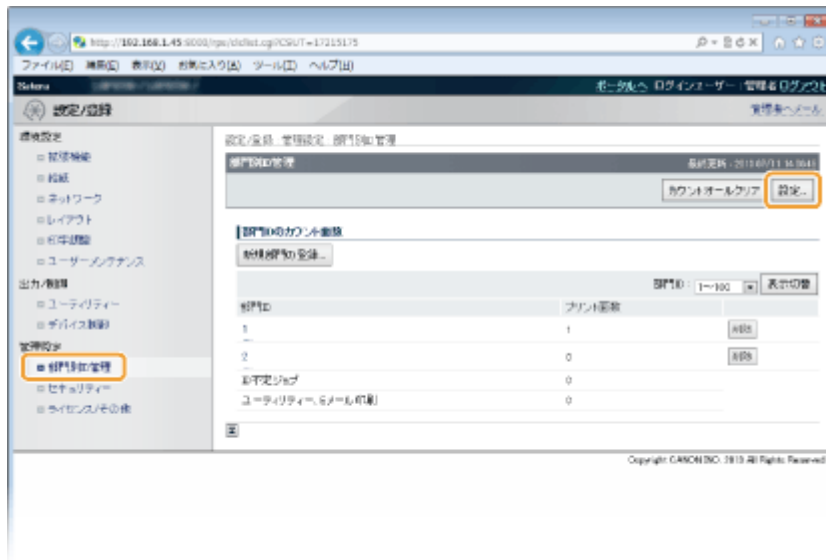 http://192.168.1.45:8000/rps/didlist.cgi?CSUT=17215175
ファイル(E) 編集(E) 表示(V) お気に入り(A) ツール(T) ヘルプ(H)
Satera
ポータルへ ログインユーザー: 管理者 ログアウト
設定/登録
管理者へメール
環境設定
拡張機能
給紙
ネットワーク
レイアウト
印字調整
ユーザーメンテナンス
出力/制御
ユーティリティー
デバイス制御
管理設定
部門別ID管理
セキュリティー
ライセンス/その他
設定/登録 : 管理設定 : 部門別ID管理
部門別ID管理
最終更新 :
カウントオールクリア
設定...
部門IDのカウント面数
新規部門ID登録...
部門ID : 1~100 表示切替
部門ID プリント面数
1 1 削除
2 0 削除
ID不定ジョブ 0
ユーティリティー、Eメール印刷 0
Copyright CANON INC. 2013 All Rights Reserved